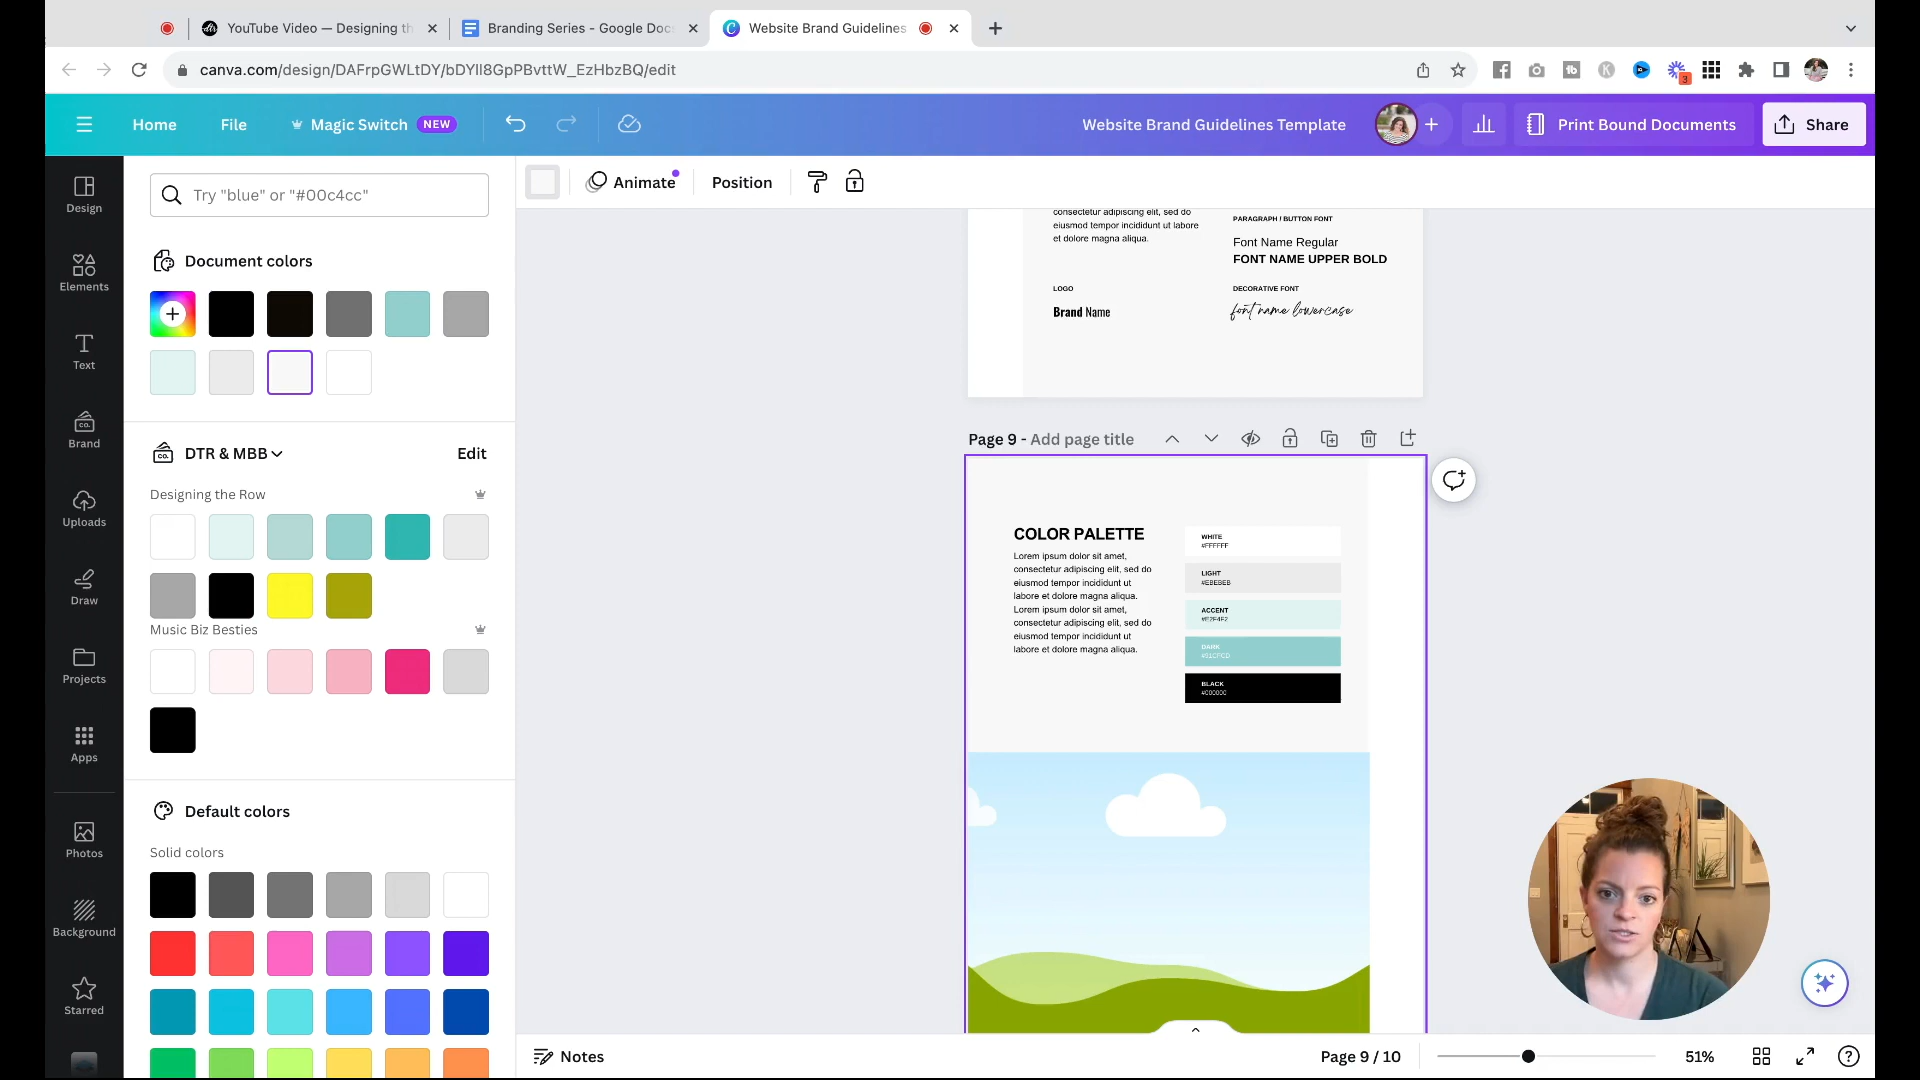 YouTube Video — Designing th
Branding Series - Google Docs
Website Brand Guidelines
canva.com/design/DAFrpGWLtDY/bDYll8GpPBvttW_EzHbzBQ/edit
3
Home
File
Magic Switch
NEW
Website Brand Guidelines Template
Print Bound Documents
Share
Animate
Position
Design
Elements
Text
Brand
Uploads
Draw
Projects
Apps
Photos
Background
Starred
Try "blue" or "#00c4cc"
Document colors
DTR & MBB
Edit
Designing the Row
Music Biz Besties
Default colors
Solid colors
consectetur adipiscing elit, sed do
eiusmod tempor incididunt ut labore
et dolore magna aliqua.
PARAGRAPH / BUTTON FONT
Font Name Regular
FONT NAME UPPER BOLD
LOGO
Brand Name
DECORATIVE FONT
font name lowercase
Page 9 - Add page title
COLOR PALETTE
Lorem ipsum dolor sit amet,
consectetur adipiscing elit, sed do
eiusmod tempor incididunt ut
labore et dolore magna aliqua.
Lorem ipsum dolor sit amet,
consectetur adipiscing elit, sed do
eiusmod tempor incididunt ut
labore et dolore magna aliqua.
WHITE
#FFFFFF
LIGHT
#EBEBEB
ACCENT
#E2F4F2
DARK
#91CFCD
BLACK
#000000
Notes
Page 9 / 10
51%